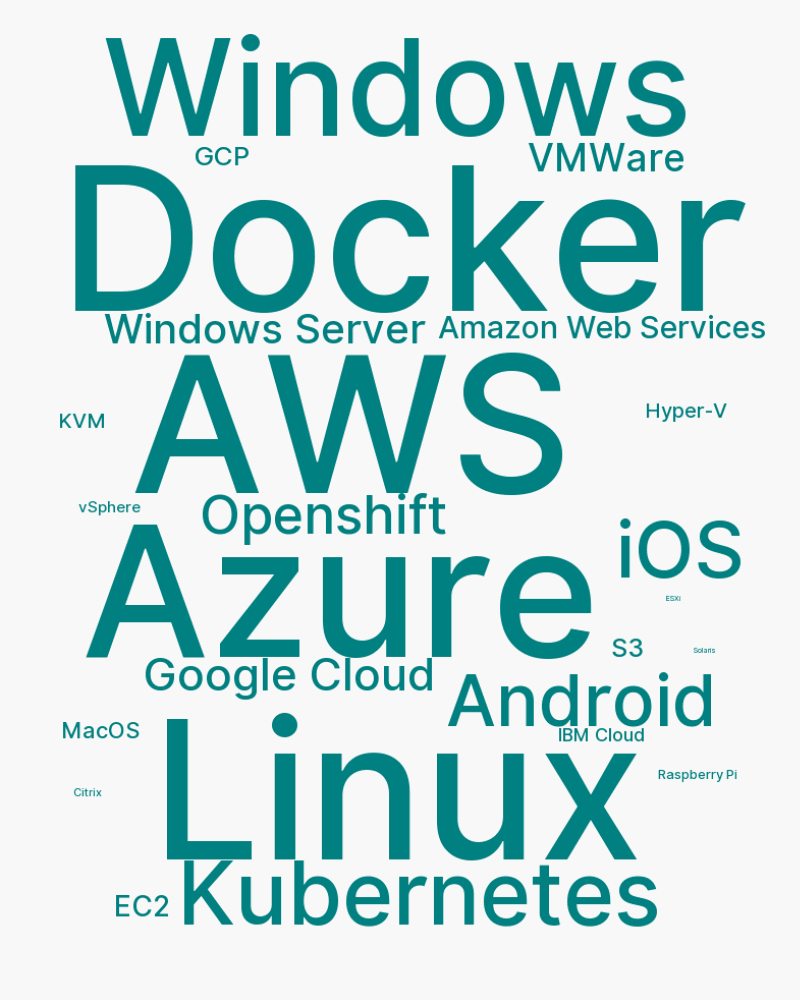 Windows
GCP
VMWare
Docker
Windows Server
Amazon Web Services
AWS
KVM
Hyper-V
vSphere
Openshift
iOS
Azure
ESXi
S3
Solaris
Google Cloud
Android
MacOS
IBM Cloud
Linux
Raspberry Pi
Citrix
EC2
Kubernetes